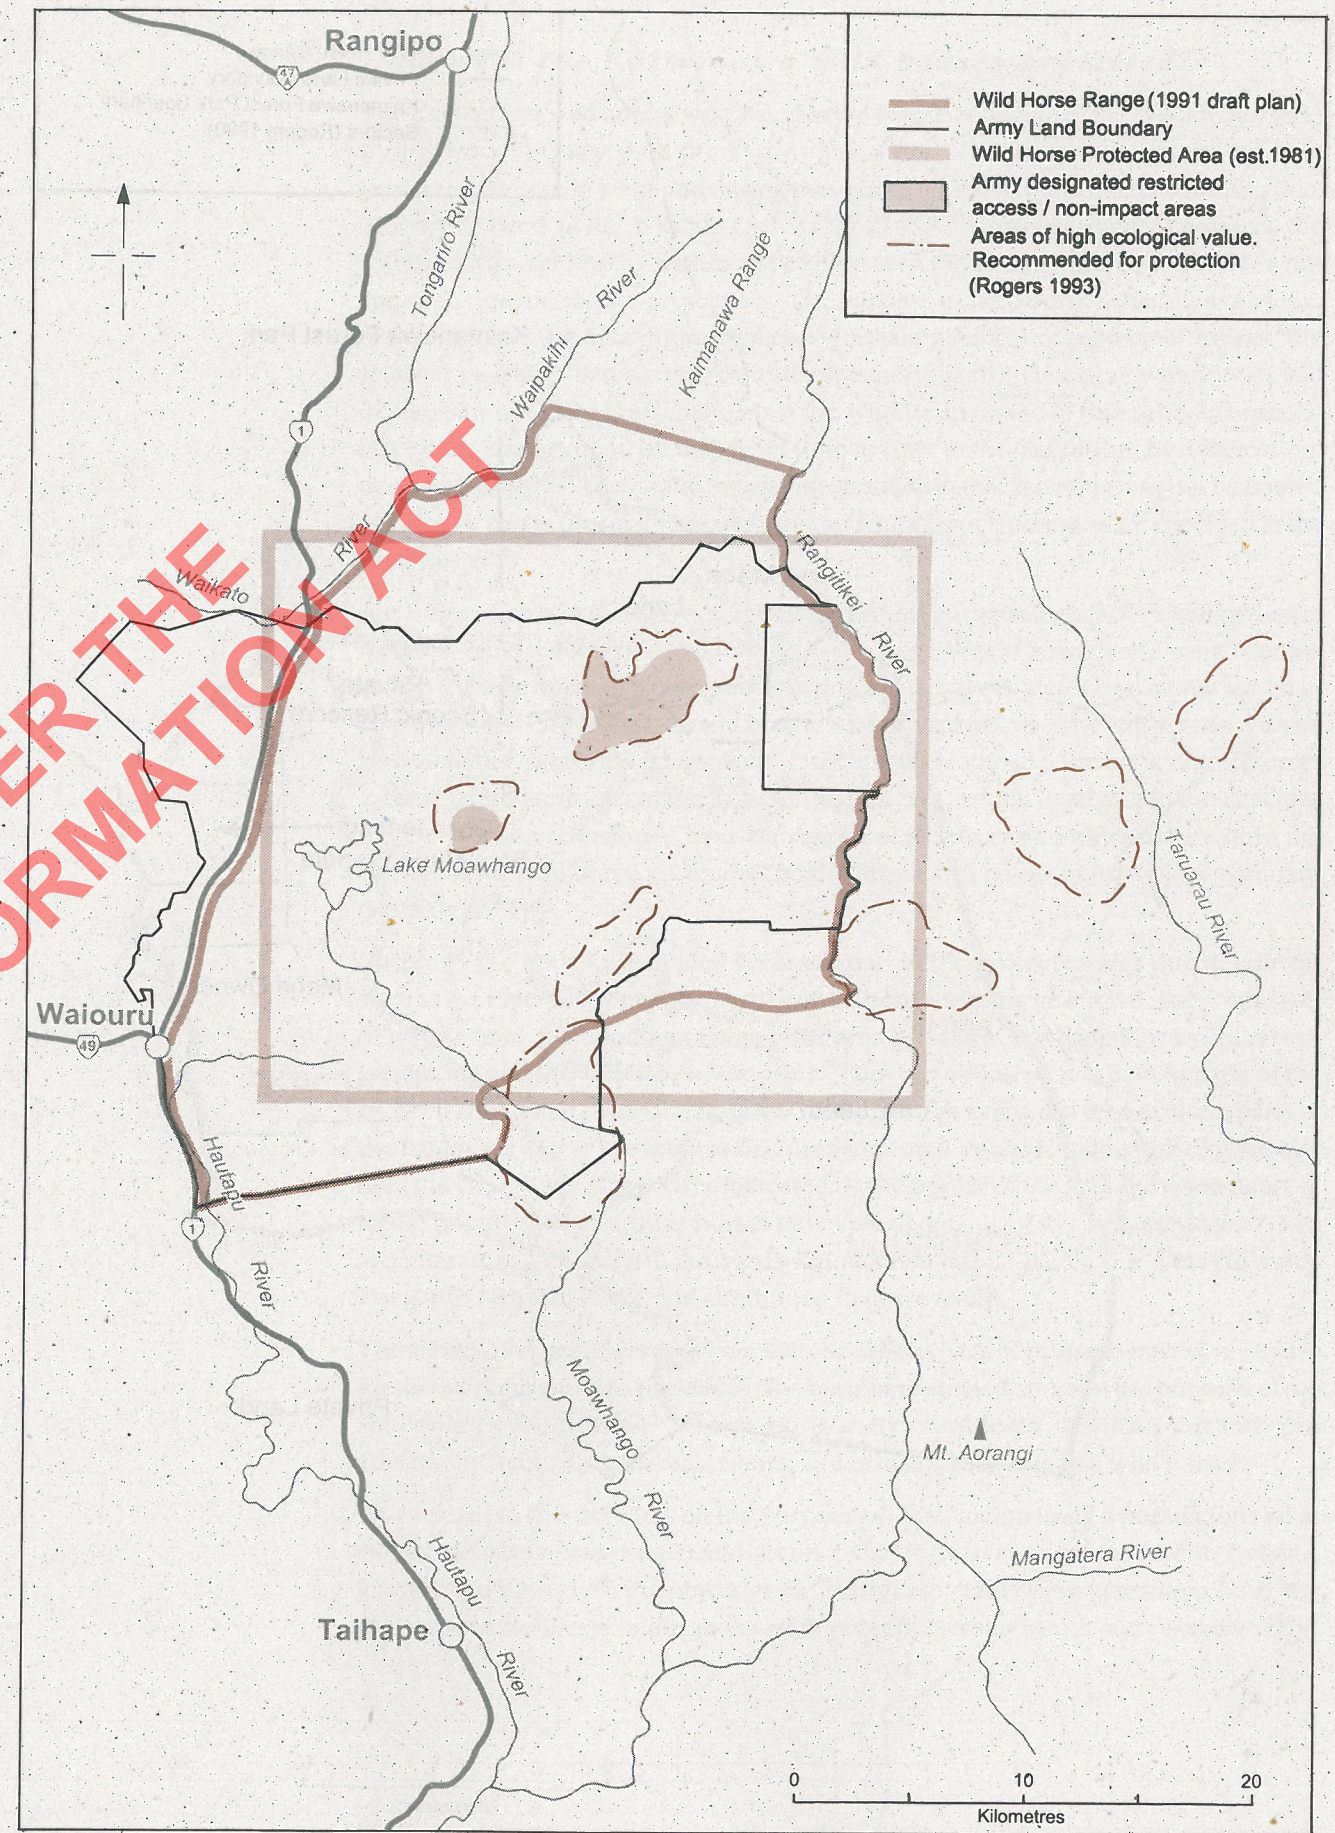 Rangipo
47
A
Wild Horse Range (1991 draft plan)
Army Land Boundary
Wild Horse Protected Area (est.1981)
Army designated restricted
access / non-impact areas
Areas of high ecological value.
Recommended for protection
(Rogers 1993)
Tongariro River
Waipakihi River
Kaimanawa Range
1
Waikato River
Rangitikei River
ER THE
ORMATION ACT
Lake Moawhango
Taruarau River
Waiouru
49
Hautapu River
1
Moawhango River
Mt. Aorangi
Mangatera River
Hautapu River
Taihape
0 10 20
Kilometres